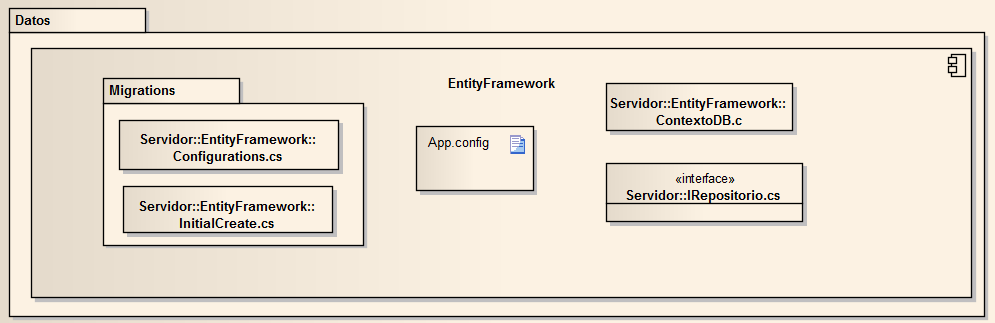 Datos
EntityFramework
Migrations
Servidor::EntityFramework::
Configurations.cs
Servidor::EntityFramework::
InitialCreate.cs
App.config
Servidor::EntityFramework::
ContextoDB.c
«interface»
Servidor::IRepositorio.cs